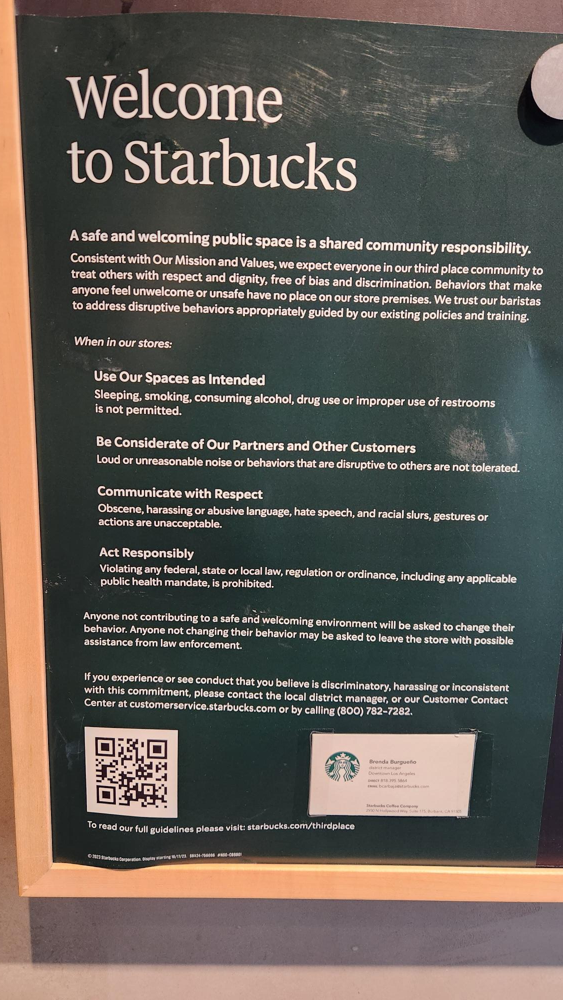 Welcome
to Starbucks
A safe and welcoming public space is a shared community responsibility.
Consistent with Our Mission and Values, we expect everyone in our third place community to
treat others with respect and dignity, free of bias and discrimination. Behaviors that make
anyone feel unwelcome or unsafe have no place on our store premises. We trust our baristas
to address disruptive behaviors appropriately guided by our existing policies and training.
When in our stores:
Use Our Spaces as Intended
Sleeping, smoking, consuming alcohol, drug use or improper use of restrooms
is not permitted.
Be Considerate of Our Partners and Other Customers
Loud or unreasonable noise or behaviors that are disruptive to others are not tolerated.
Communicate with Respect
Obscene, harassing or abusive language, hate speech, and racial slurs, gestures or
actions are unacceptable.
Act Responsibly
Violating any federal, state or local law, regulation or ordinance, including any applicable
public health mandate, is prohibited.
Anyone not contributing to a safe and welcoming environment will be asked to change their
behavior. Anyone not changing their behavior may be asked to leave the store with possible
assistance from law enforcement.
If you experience or see conduct that you believe is discriminatory, harassing or inconsistent
with this commitment, please contact the local district manager, or our Customer Contact
Center at customerservice.starbucks.com or by calling (800) 782-7282.
Brenda Burgueño
district manager
Downtown Los Angeles
DIRECT 818.395.5864
EMAIL bcarbaja@starbucks.com
Starbucks Coffee Company
2950 N Hollywood Way, Suite 175, Burbank, CA 91505
To read our full guidelines please visit: starbucks.com/thirdplace
© 2023 Starbucks Corporation. Display starting 10/17/23.